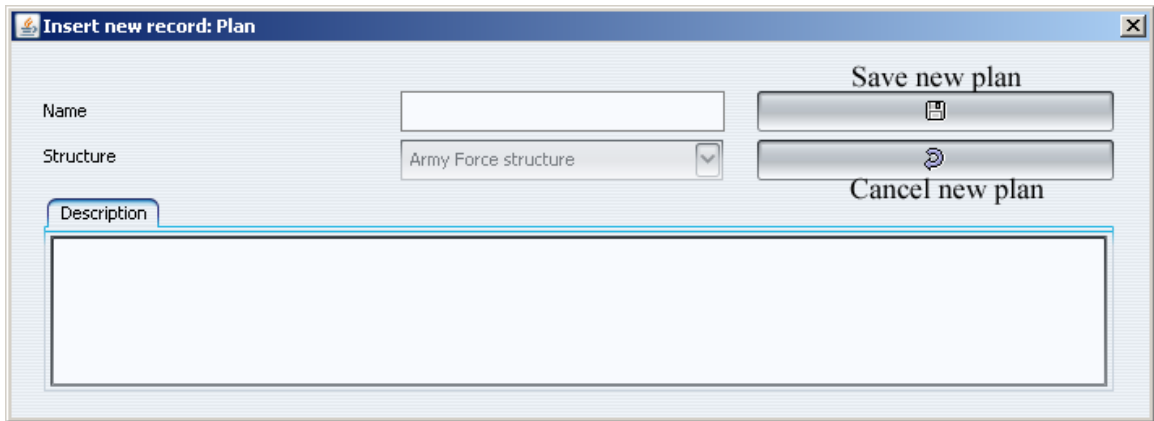 Insert new record: Plan
Save new plan
Name
Structure
Army Force structure
Cancel new plan
Description